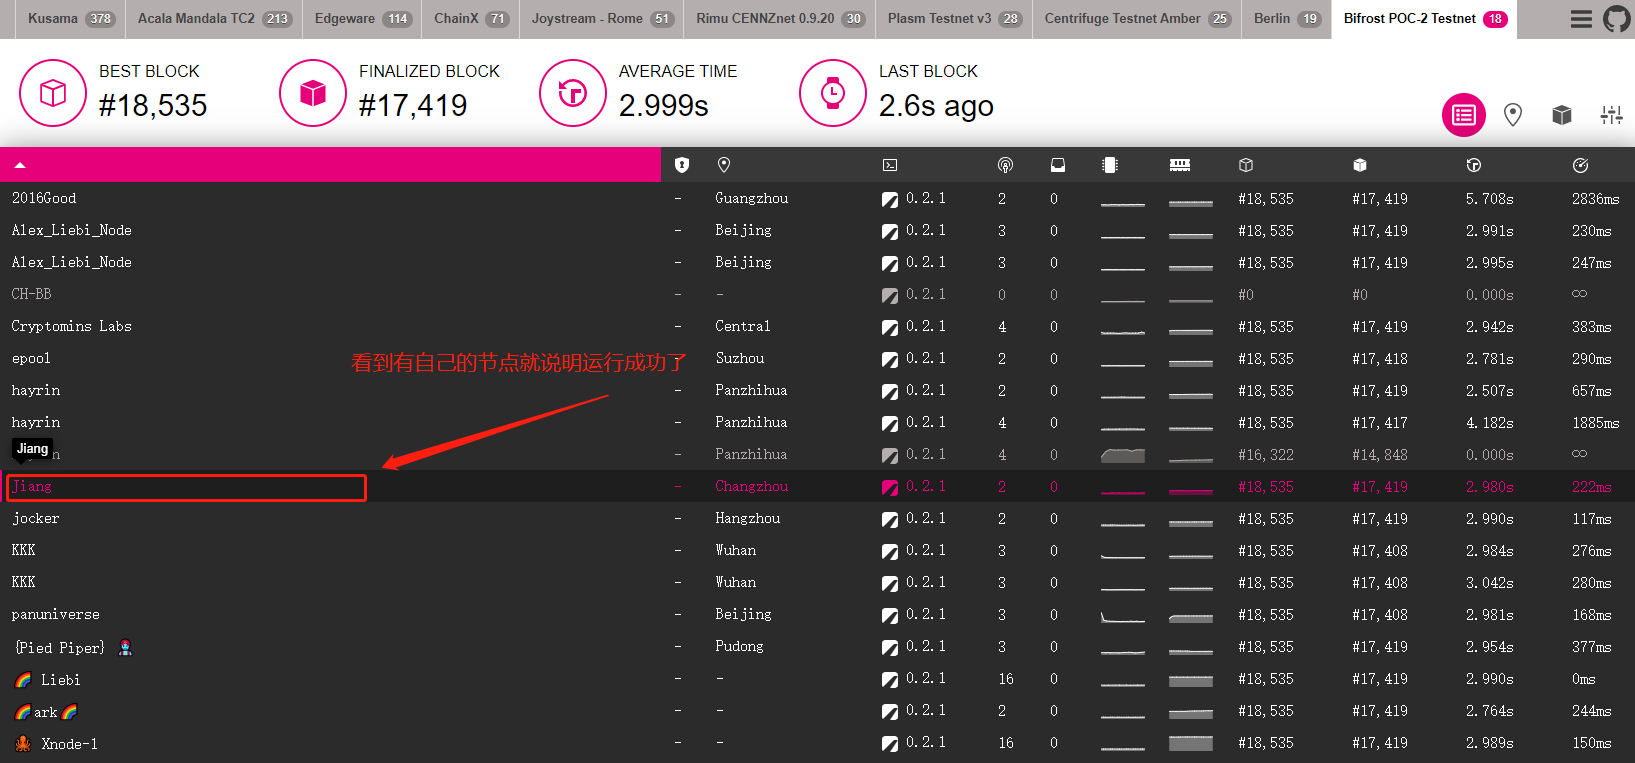 Kusama 378 Acala Mandala TC2 213 Edgeware 114 ChainX 71 Joystream - Rome 51 Rimu CENNZnet 0.9.20 30 Plasm Testnet v3 28 Centrifuge Testnet Amber 25 Berlin 19 Bifrost POC-2 Testnet 18
BEST BLOCK FINALIZED BLOCK AVERAGE TIME LAST BLOCK
#18,535 #17,419 2.999s 2.6s ago
2016Good - Guangzhou 0.2.1 2 0 #18,535 #17,419 5.708s 2836ms
Alex_Liebi_Node - Beijing 0.2.1 3 0 #18,535 #17,419 2.991s 230ms
Alex_Liebi_Node - Beijing 0.2.1 3 0 #18,535 #17,419 2.995s 247ms
CH-BB - - 0.2.1 0 0 #0 #0 0.000s ∞
Cryptomins Labs - Central 0.2.1 4 0 #18,535 #17,419 2.942s 383ms
epool - Suzhou 0.2.1 2 0 #18,535 #17,418 2.781s 290ms
看到有自己的节点就说明运行成功了
hayrin - Panzhihua 0.2.1 2 0 #18,535 #17,419 2.507s 657ms
hayrin - Panzhihua 0.2.1 4 0 #18,535 #17,417 4.182s 1885ms
Jiang
- Panzhihua 0.2.1 4 0 #16,322 #14,848 0.000s ∞
Jiang - Changzhou 0.2.1 2 0 #18,535 #17,419 2.980s 222ms
jocker - Hangzhou 0.2.1 2 0 #18,535 #17,419 2.990s 117ms
KKK - Wuhan 0.2.1 3 0 #18,535 #17,408 2.984s 276ms
KKK - Wuhan 0.2.1 3 0 #18,535 #17,408 3.042s 280ms
panuniverse - Beijing 0.2.1 3 0 #18,535 #17,408 2.981s 168ms
{Pied Piper} - Pudong 0.2.1 3 0 #18,535 #17,419 2.954s 377ms
🌈 Liebi - - 0.2.1 16 0 #18,535 #17,419 2.990s 0ms
🌈ark🌈 - - 0.2.1 2 0 #18,535 #17,419 2.764s 244ms
🐙 Xnode-1 - - 0.2.1 16 0 #18,535 #17,419 2.989s 150ms